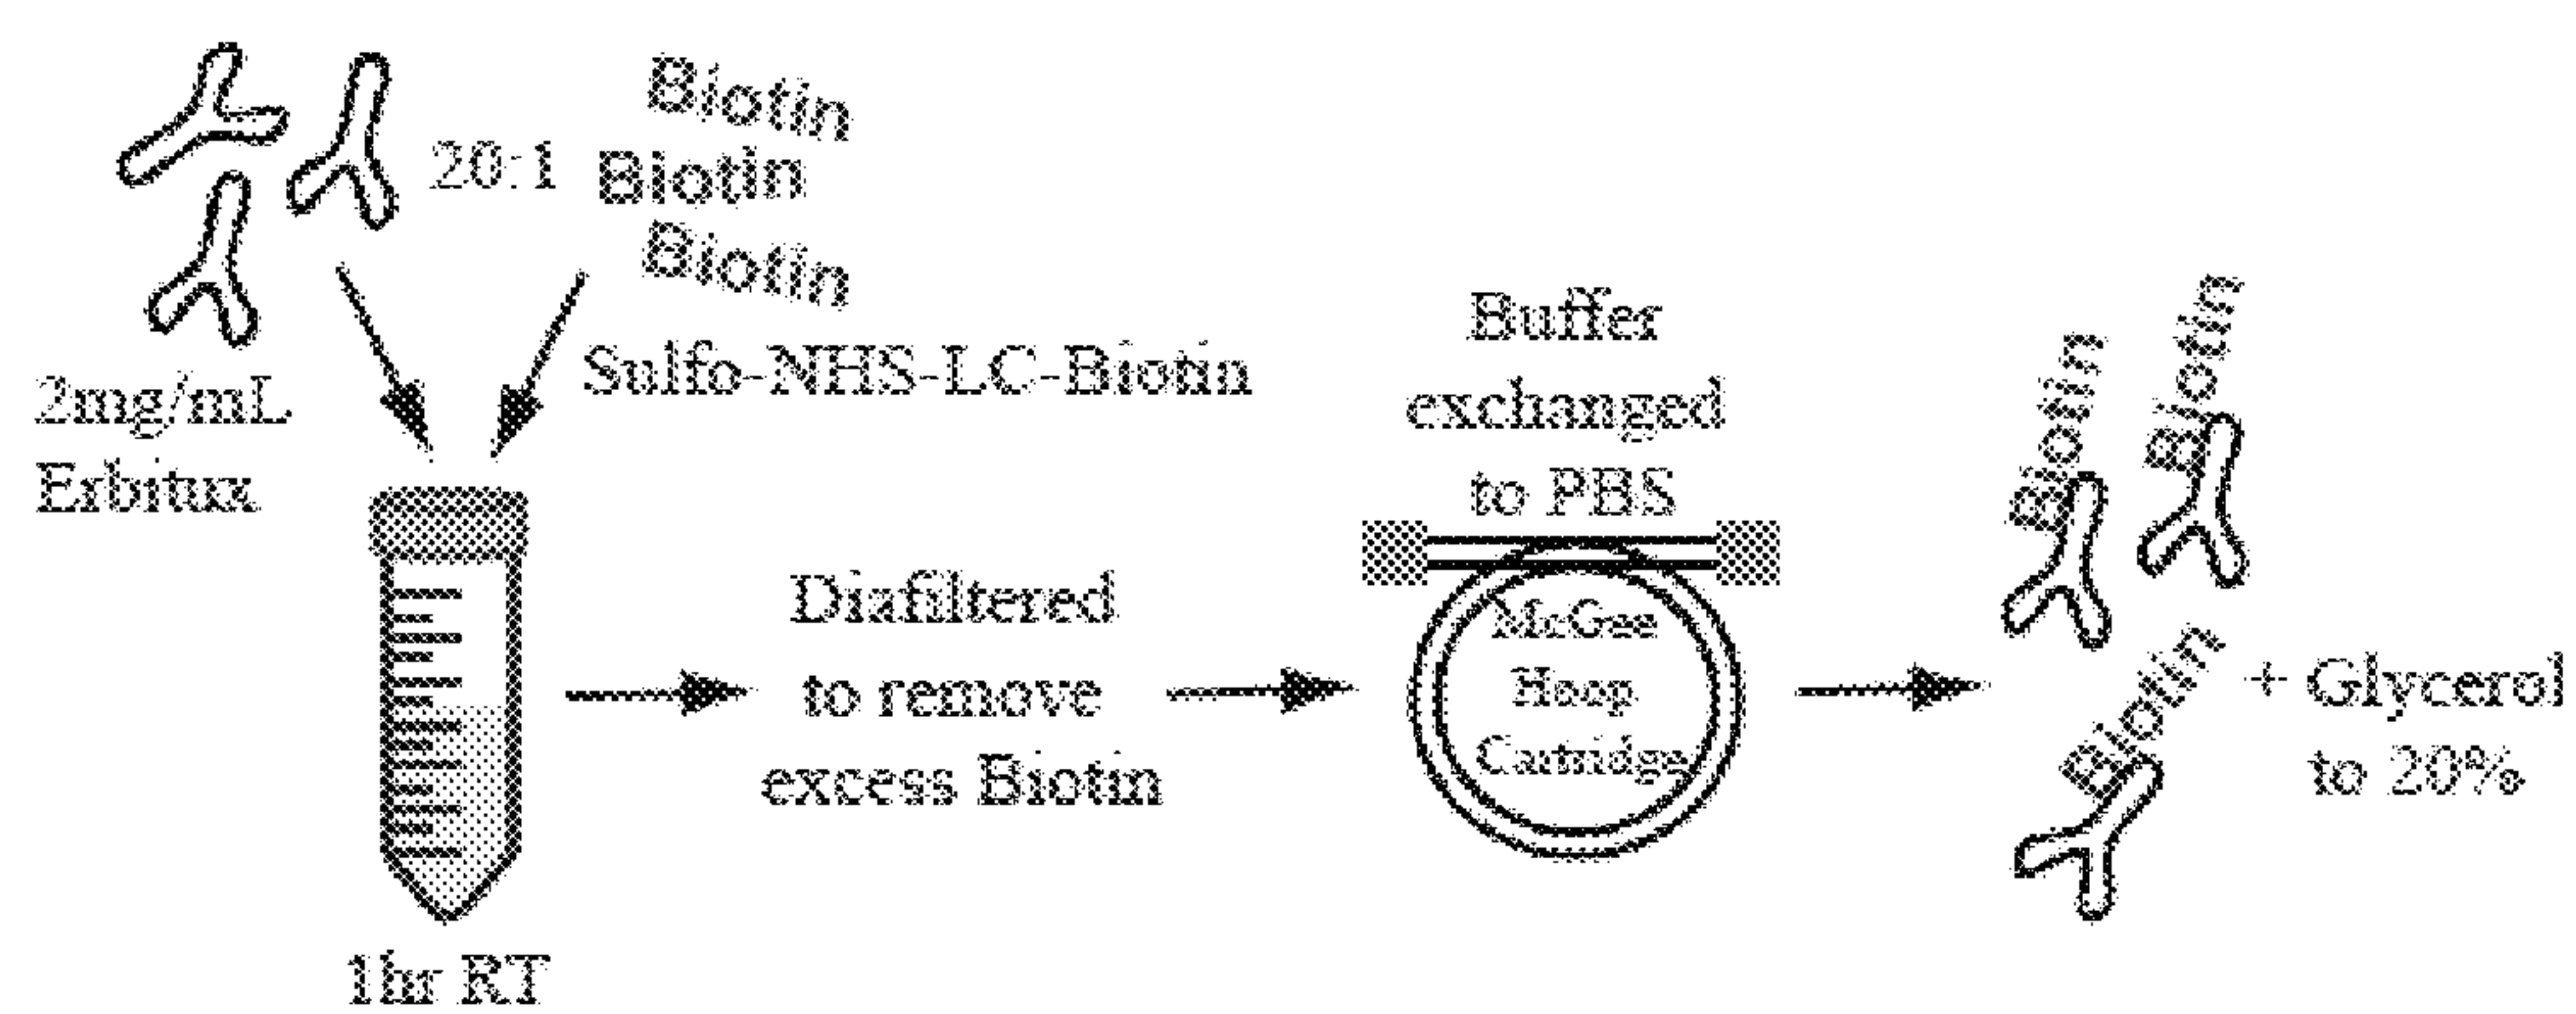 Biotin
20:1 Biotin
Biotin
Sulfo-NHS-LC-Biotin
2mg/mL
Erbitux
1hr RT
Diafiltered
to remove
excess Biotin
Buffer
exchanged
to PBS
McGee
Hoop
Cartridge
Biotin
Biotin
Biotin
+ Glycerol
to 20%